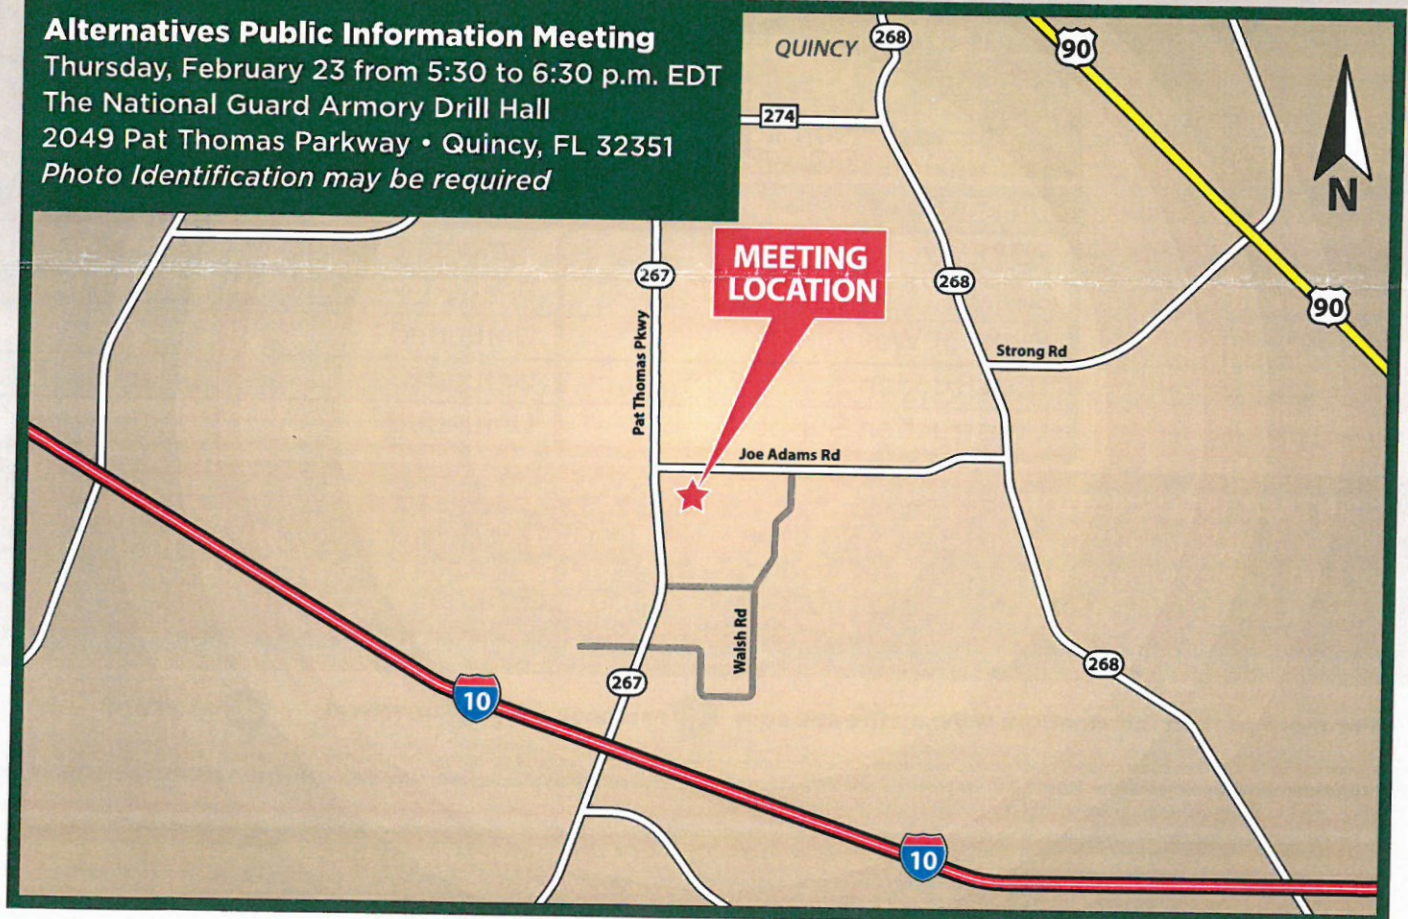 Alternatives Public Information Meeting
Thursday, February 23 from 5:30 to 6:30 p.m. EDT
The National Guard Armory Drill Hall
2049 Pat Thomas Parkway • Quincy, FL 32351
Photo Identification may be required
QUINCY
268
90
274
N
267
MEETING
LOCATION
268
90
Strong Rd
Pat Thomas Pkwy
Joe Adams Rd
Walsh Rd
267
268
10
10